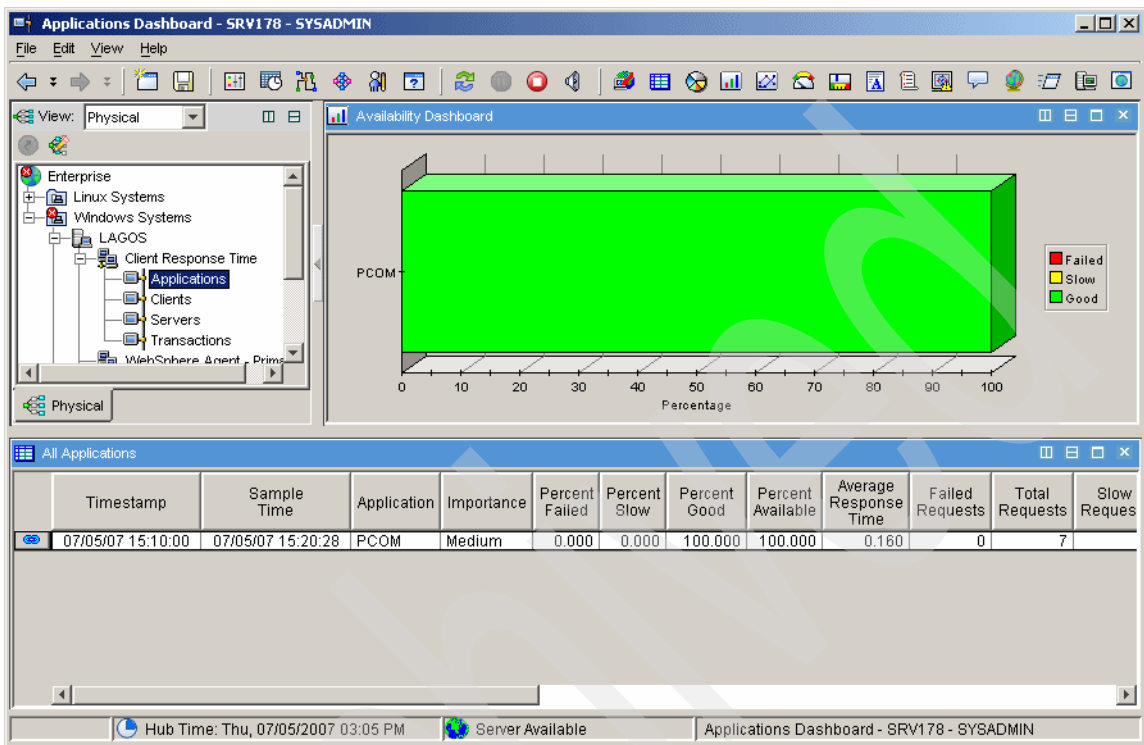 Applications Dashboard - SRV178 - SYSADMIN
File Edit View Help
View: Physical
Enterprise
Linux Systems
Windows Systems
LAGOS
Client Response Time
Applications
Clients
Servers
Transactions
WebSphere Agent - Prima
Physical
Availability Dashboard
PCOM
0 10 20 30 40 50 60 70 80 90 100
Percentage
Failed
Slow
Good
All Applications
Timestamp Sample Time Application Importance Percent Failed Percent Slow Percent Good Percent Available Average Response Time Failed Requests Total Requests Slow Reques
07/05/07 15:10:00 07/05/07 15:20:28 PCOM Medium 0.000 0.000 100.000 100.000 0.160 0 7
Hub Time: Thu, 07/05/2007 03:05 PM Server Available Applications Dashboard - SRV178 - SYSADMIN